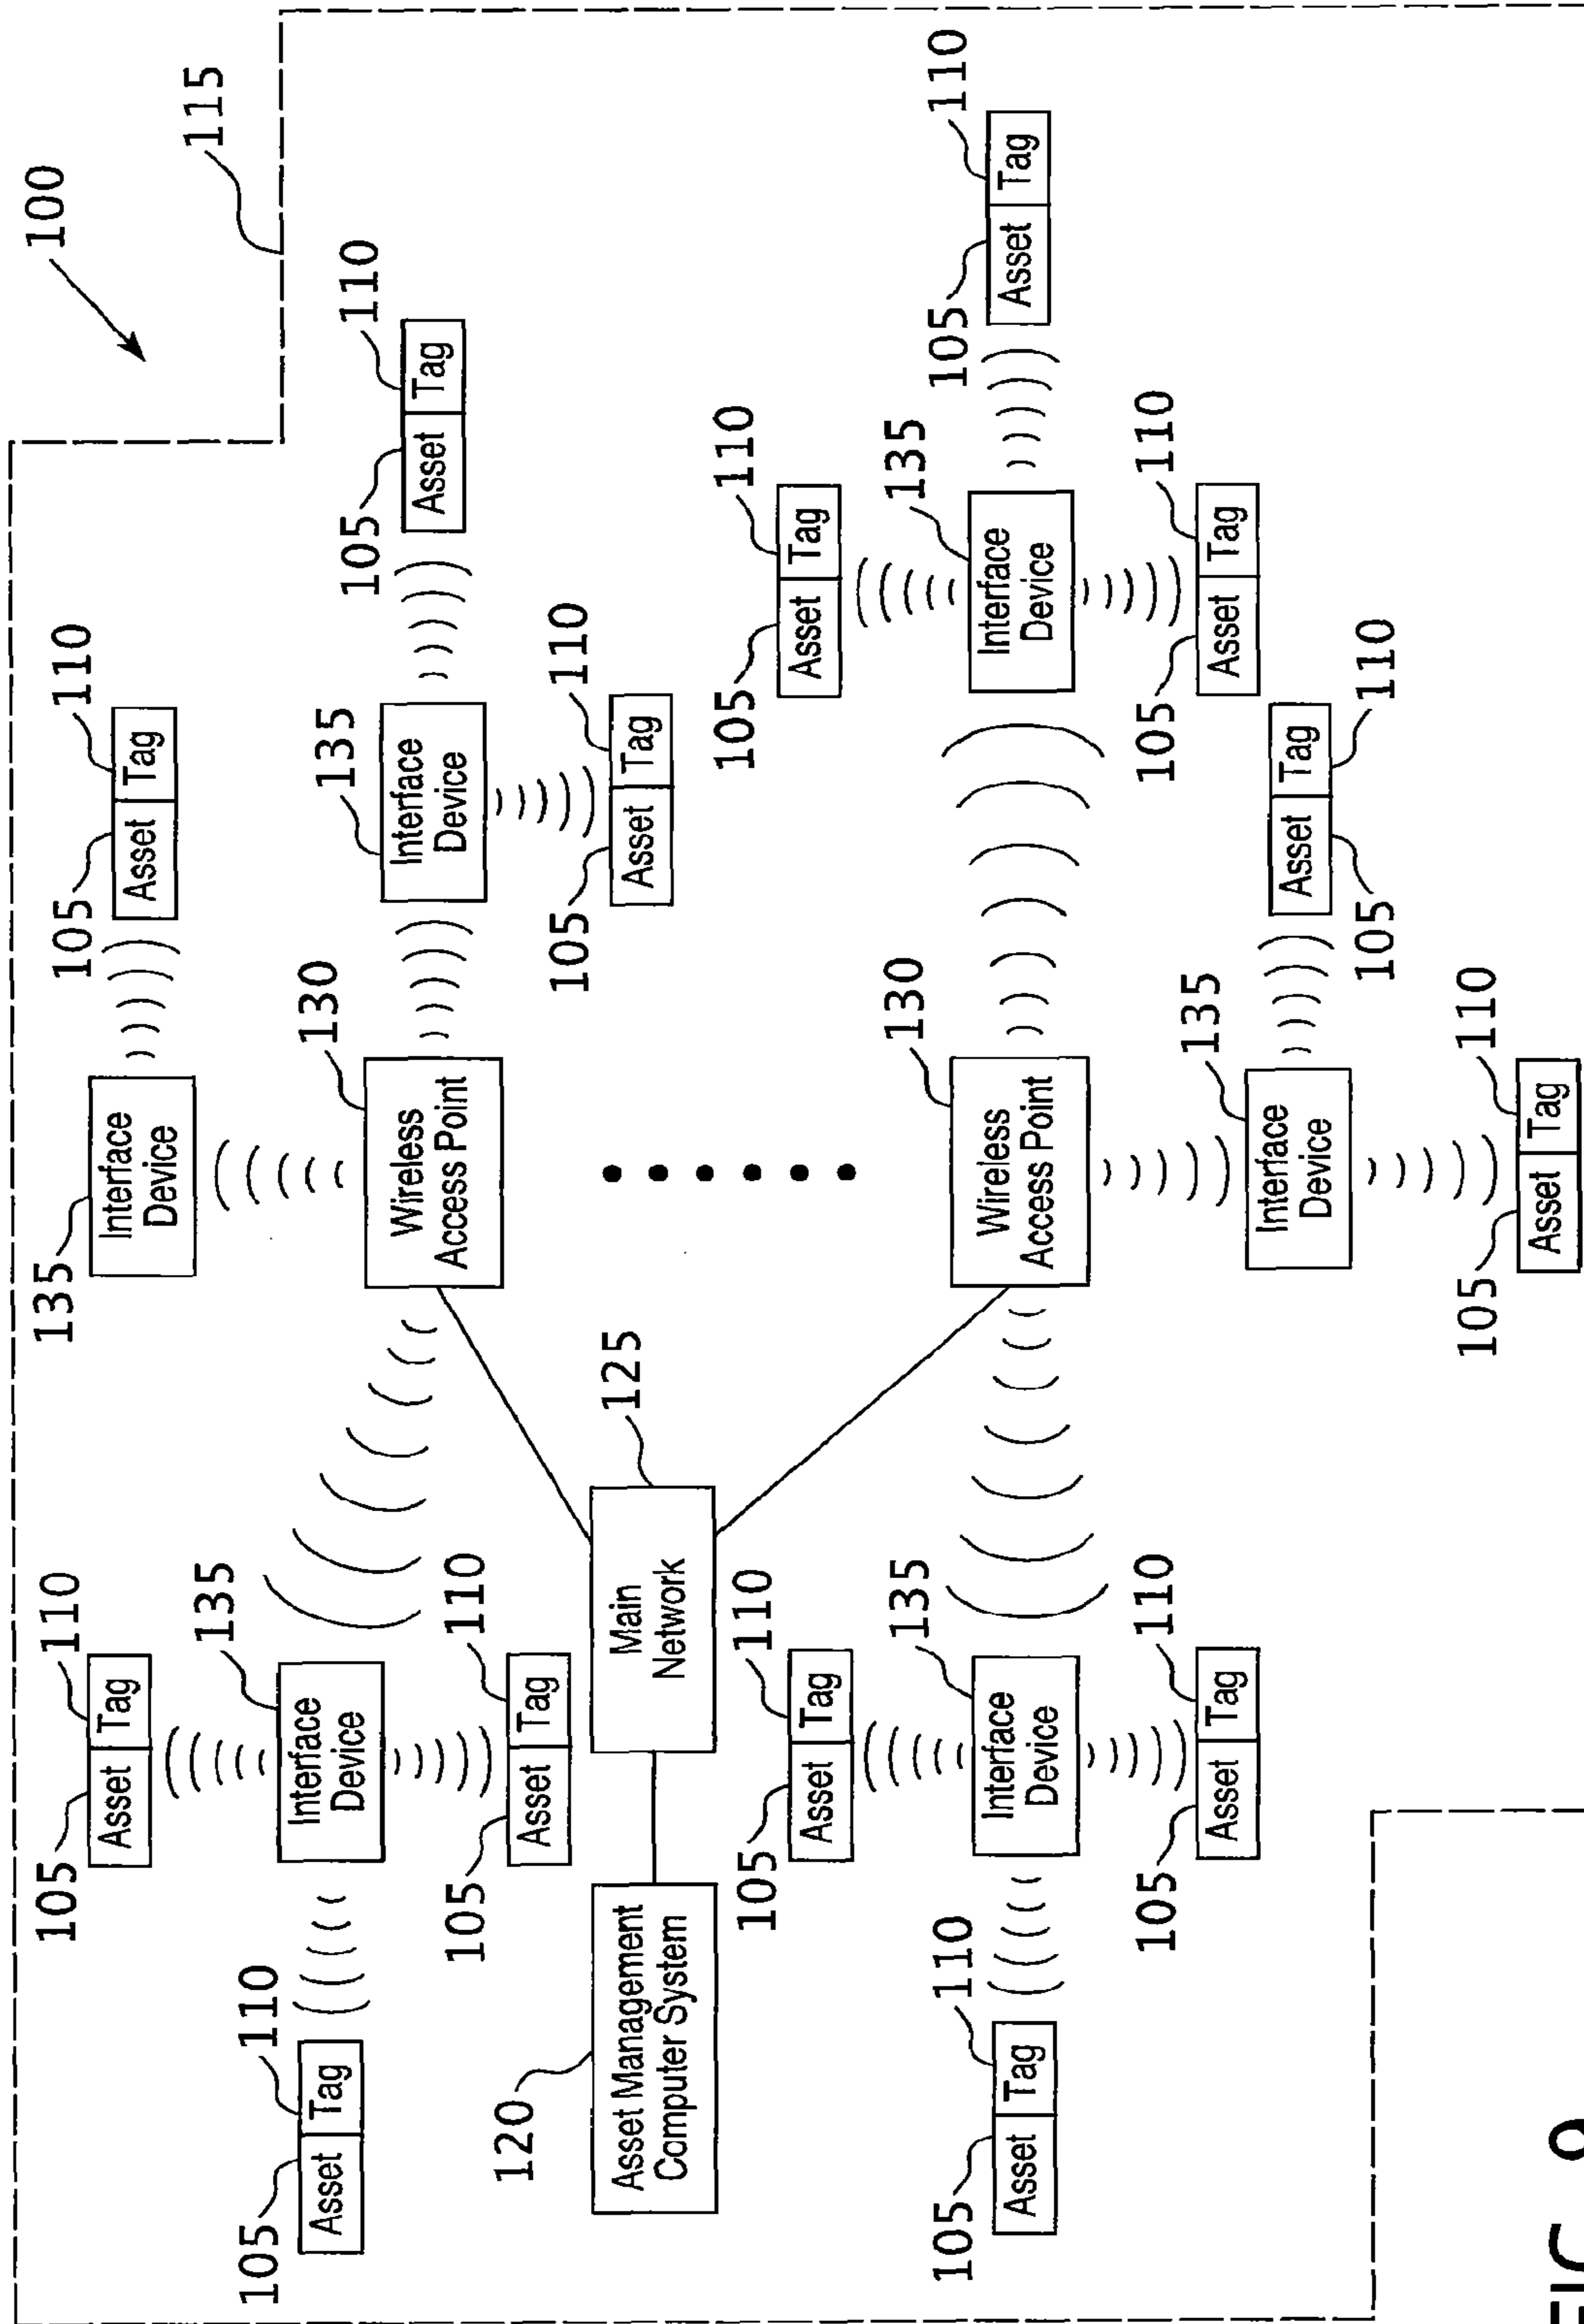 100
105
110
135
105
110
Asset Tag
Interface
Device
Asset Tag
135
115
105
110
Asset Tag
Interface
Device
130
135
105
110
Wireless
Access Point
Interface
Device
Asset Tag
105
110
120
Asset Tag
105
110
125
Asset Management
Computer System
Main
Network
Asset Tag
105
110
105
110
Asset Tag
Asset Tag
135
130
135
105
110
105
110
Asset Tag
Interface
Device
Wireless
Access Point
Interface
Device
Asset Tag
105
110
105
110
135
Asset Tag
Asset Tag
Interface
Device
Asset Tag
105
110
105
110
Asset Tag
FIG